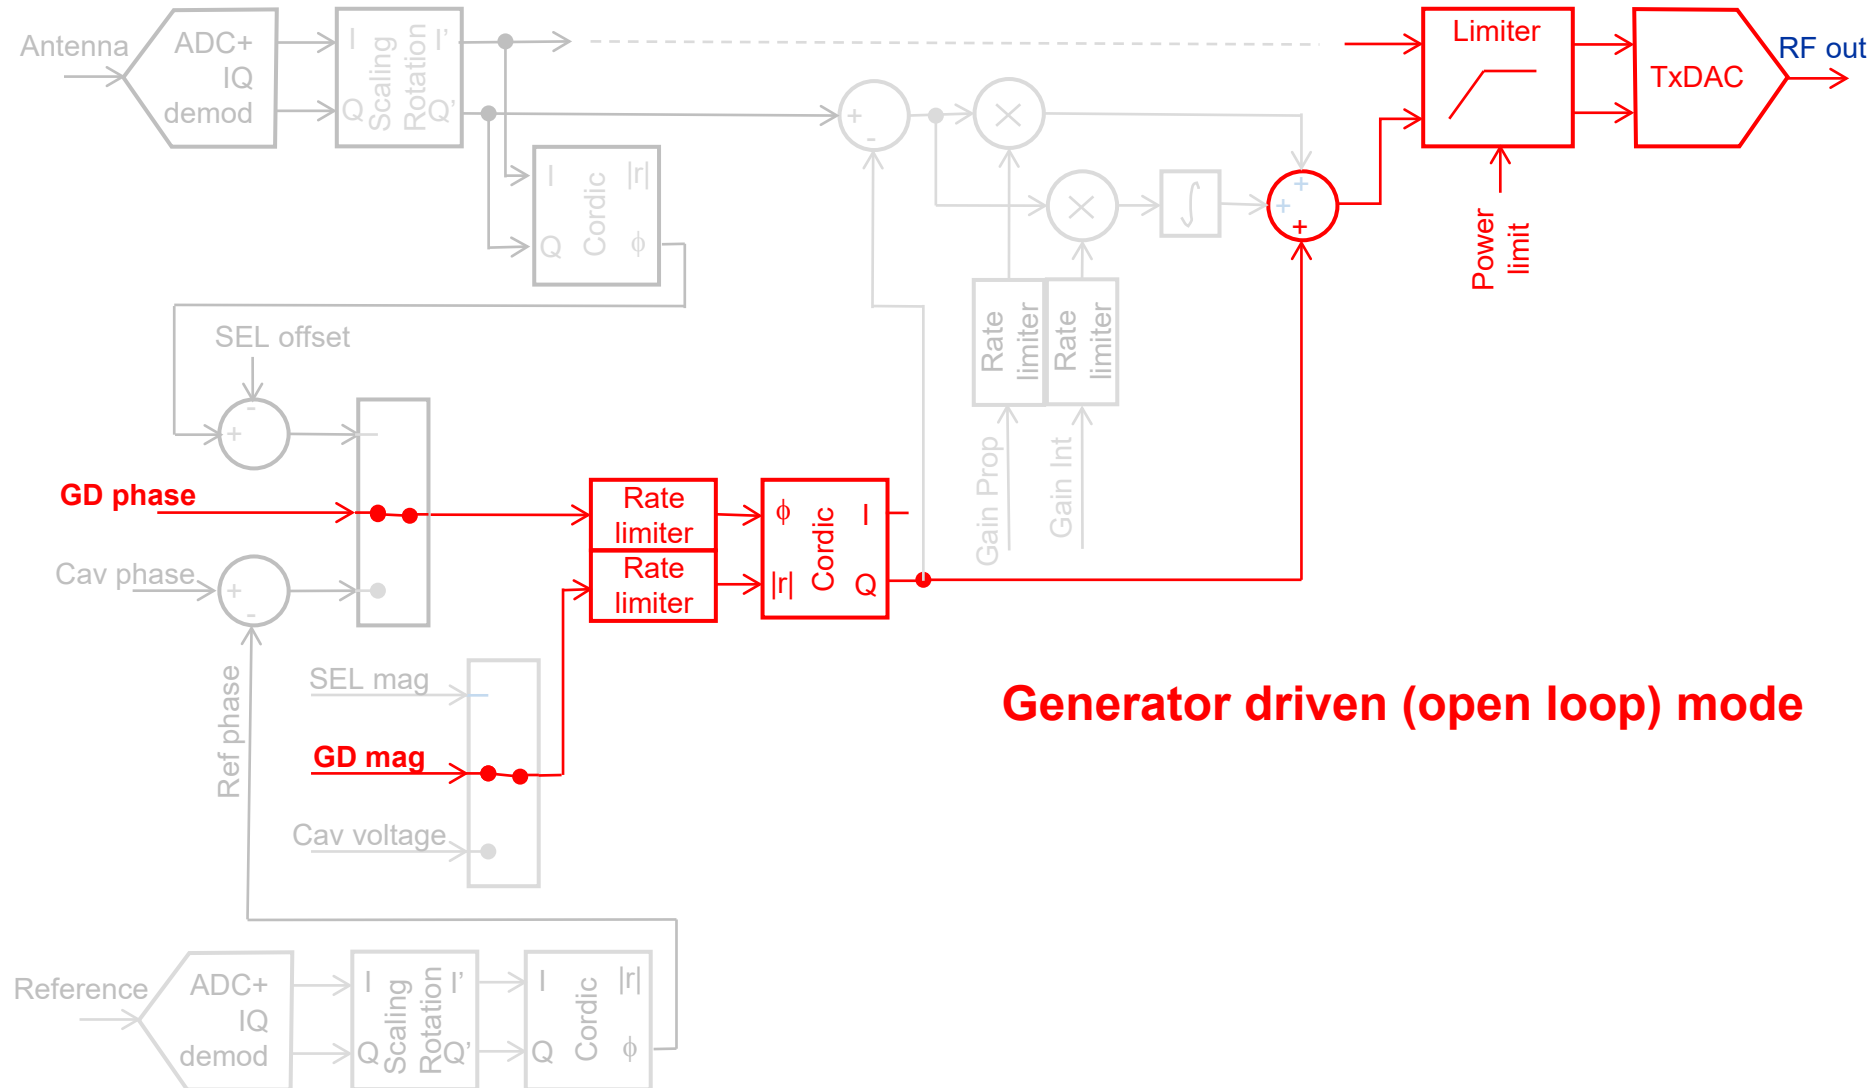 Antenna
ADC+
IQ
demod
I
Q
Scaling
Rotation
I'
Q'
I
Q
Cordic
|r|
ϕ
+
-
Limiter
TxDAC
RF out
+
+
+
Power
limit
Rate
limiter
Rate
limiter
Gain Prop
Gain Int
SEL offset
-
+
GD phase
Cav phase
+
-
Ref phase
Rate
limiter
Rate
limiter
ϕ
|r|
Cordic
I
Q
SEL mag
GD mag
Cav voltage
Generator driven (open loop) mode
Reference
ADC+
IQ
demod
I
Q
Scaling
Rotation
I'
Q'
I
Q
Cordic
|r|
ϕ